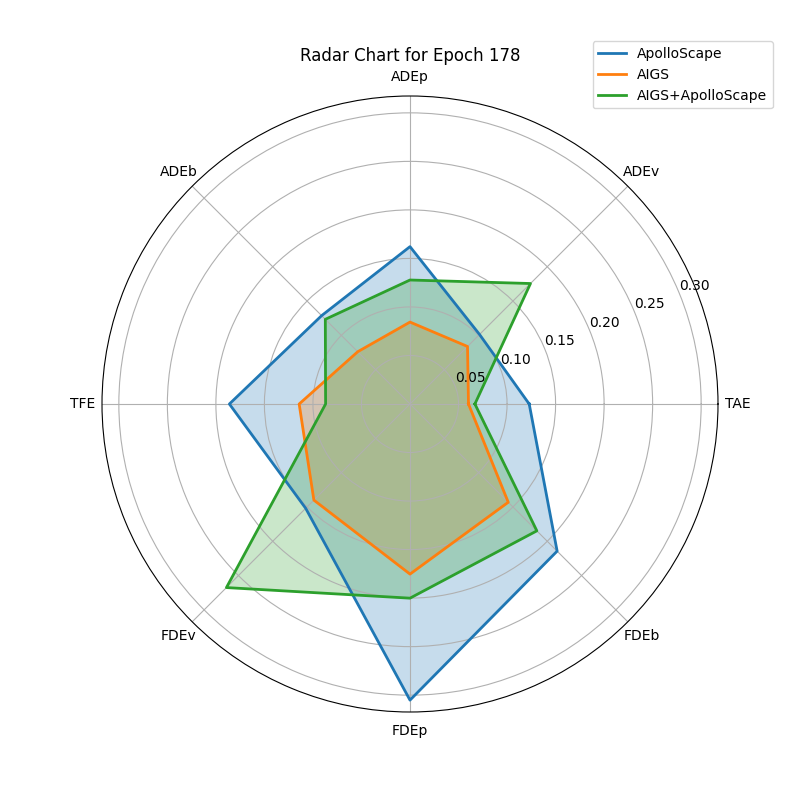 Radar Chart for Epoch 178
ApolloScape
AIGS
AIGS+ApolloScape
ADEp
ADEb
ADEv
0.30
0.25
0.20
0.15
0.10
0.05
TFE
TAE
FDEv
FDEb
FDEp